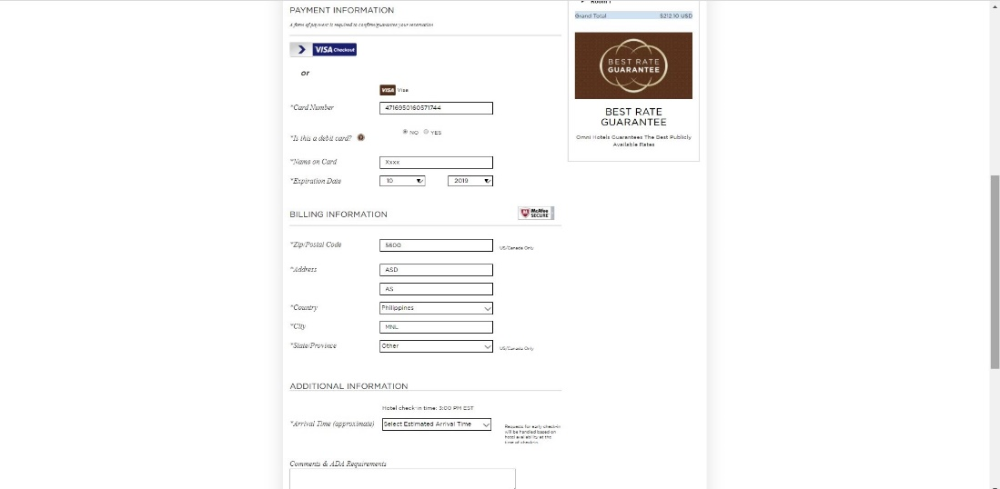 PAYMENT INFORMATION
A form of payment is required to confirm/guarantee your reservation
VISA Checkout
or
VISA Visa
*Card Number 4716950160571744
*Is this a debit card? ? NO YES
*Name on Card Xxxx
*Expiration Date 10 2019
BILLING INFORMATION
McAfee
SECURE
*Zip/Postal Code 5600 US/Canada Only
*Address ASD
AS
*Country Philippines
*City MNL
*State/Province Other US/Canada Only
ADDITIONAL INFORMATION
Hotel check-in time: 3:00 PM EST
*Arrival Time (approximate) Select Estimated Arrival Time
Requests for early check-in
will be handled based on
hotel availability at the
time of check-in.
Comments & ADA Requirements
Room 1
Grand Total $212.10 USD
BEST RATE
GUARANTEE
BEST RATE
GUARANTEE
Omni Hotels Guarantees The Best Publicly
Available Rates